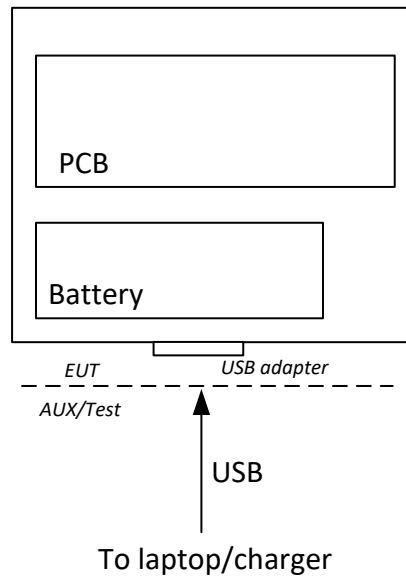 PCB
Battery
EUT USB adapter
AUX/Test
USB
To laptop/charger